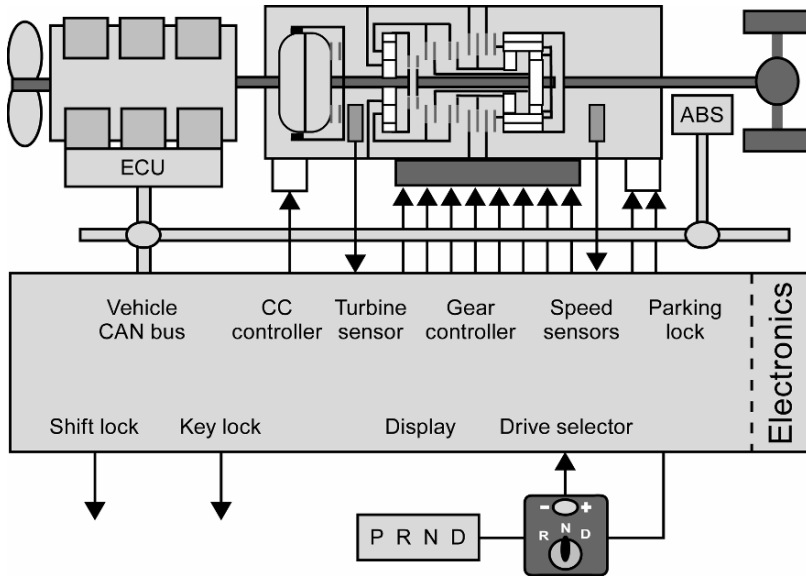 ECU
ABS
Vehicle
CAN bus
CC
controller
Turbine
sensor
Gear
controller
Speed
sensors
Parking
lock
Electronics
Shift lock
Key lock
Display
Drive selector
P R N D
- +
R N D